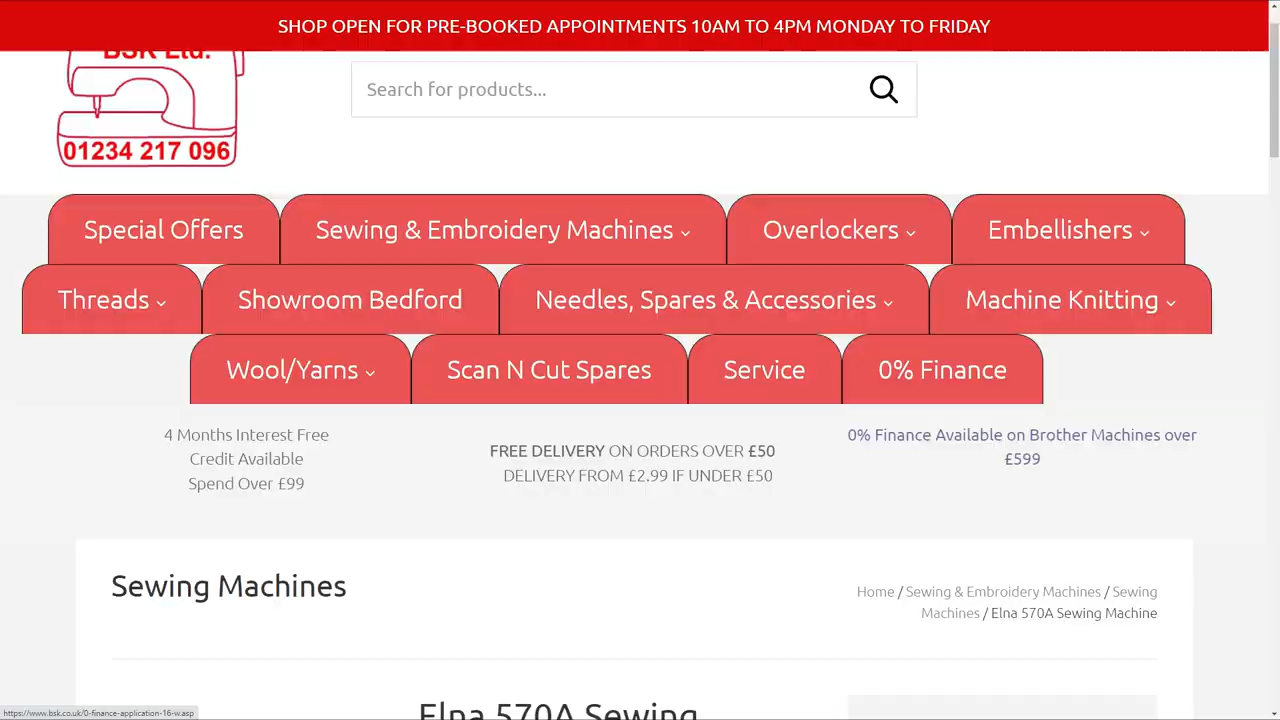 SHOP OPEN FOR PRE-BOOKED APPOINTMENTS 10AM TO 4PM MONDAY TO FRIDAY
BSK Ltd.
Search for products...
01234 217 096
Special Offers
Sewing & Embroidery Machines
Overlockers
Embellishers
Threads
Showroom Bedford
Needles, Spares & Accessories
Machine Knitting
Wool/Yarns
Scan N Cut Spares
Service
0% Finance
4 Months Interest Free
Credit Available
Spend Over £99
FREE DELIVERY ON ORDERS OVER £50
DELIVERY FROM £2.99 IF UNDER £50
0% Finance Available on Brother Machines over
£599
Sewing Machines
Home / Sewing & Embroidery Machines / Sewing
Machines / Elna 570A Sewing Machine
Elna 570A Sewing
https://www.bsk.co.uk/0-finance-application-16-w.asp